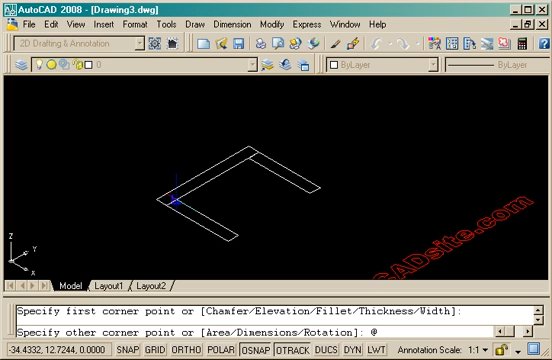 AutoCAD 2008 - [Drawing3.dwg]
File Edit View Insert Format Tools Draw Dimension Modify Express Window Help
2D Drafting & Annotation
0 ByLayer ByLayer
CADsite.com
Z
Y
X
Model Layout1 Layout2
Specify first corner point or [Chamfer/Elevation/Fillet/Thickness/Width]:
Specify other corner point or [Area/Dimensions/Rotation]: @
-34.4332, 12.7244, 0.0000 SNAP GRID ORTHO POLAR OSNAP OTRACK DUCS DYN LWT Annotation Scale: 1:1